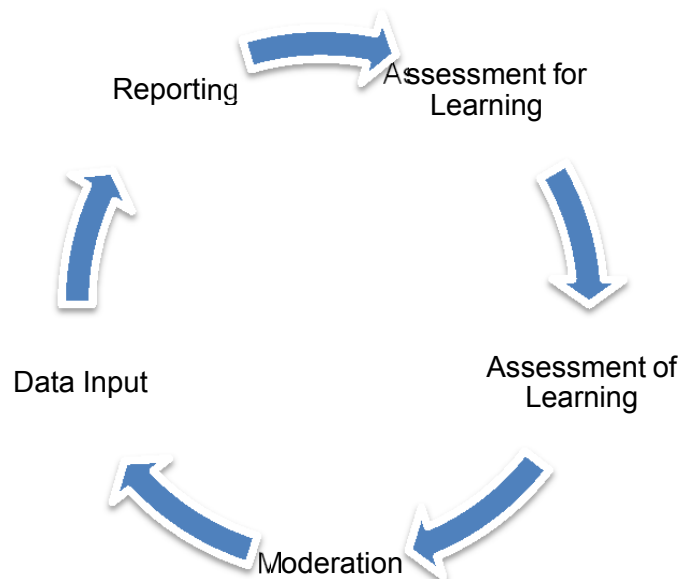 Reporting
Assessment for
Learning
Assessment of
Learning
Data Input
Moderation